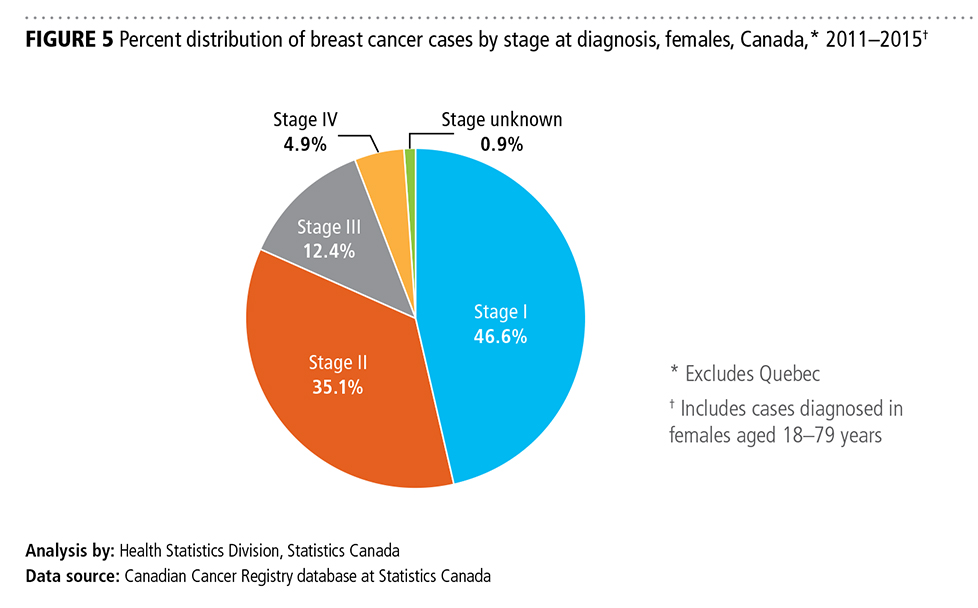 FIGURE 5 Percent distribution of breast cancer cases by stage at diagnosis, females, Canada,* 2011–2015†
Stage IV
4.9%
Stage unknown
0.9%
Stage III
12.4%
Stage I
46.6%
Stage II
35.1%
* Excludes Quebec
† Includes cases diagnosed in
females aged 18–79 years
Analysis by: Health Statistics Division, Statistics Canada
Data source: Canadian Cancer Registry database at Statistics Canada